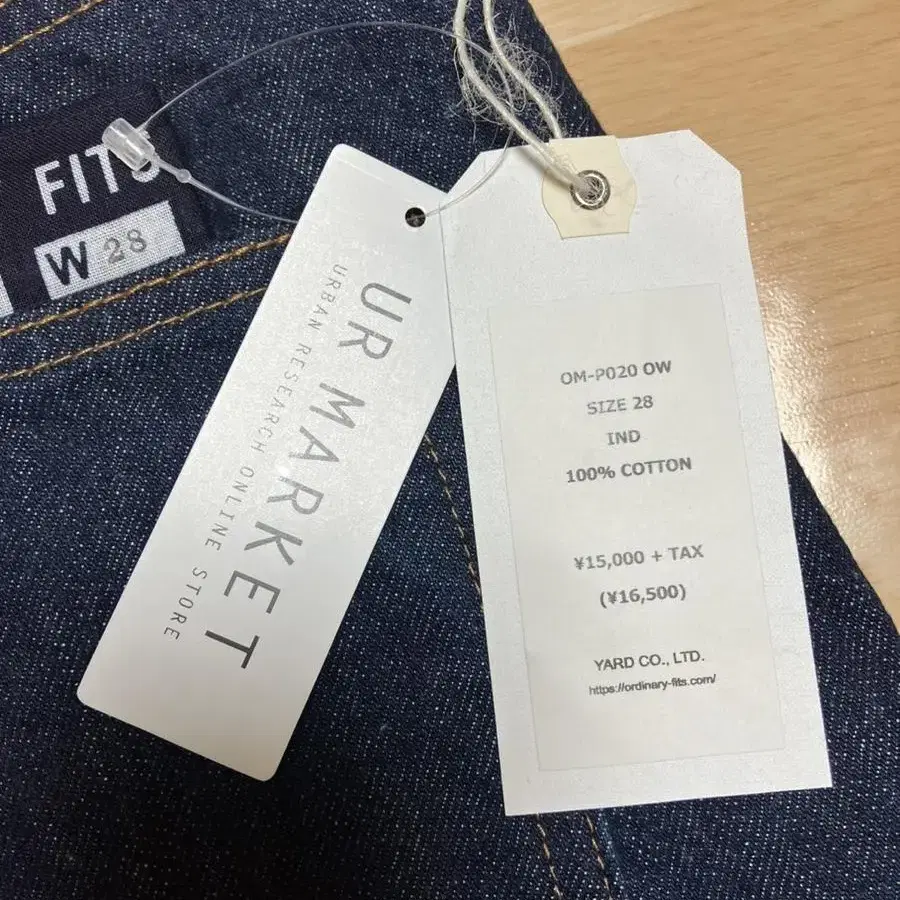 FITS
W 28
UR MARKET
URBAN RESEARCH ONLINE STORE
OM-P020 OW
SIZE 28
IND
100% COTTON
¥15,000 + TAX
(¥16,500)
YARD CO., LTD.
https://ordinary-fits.com/